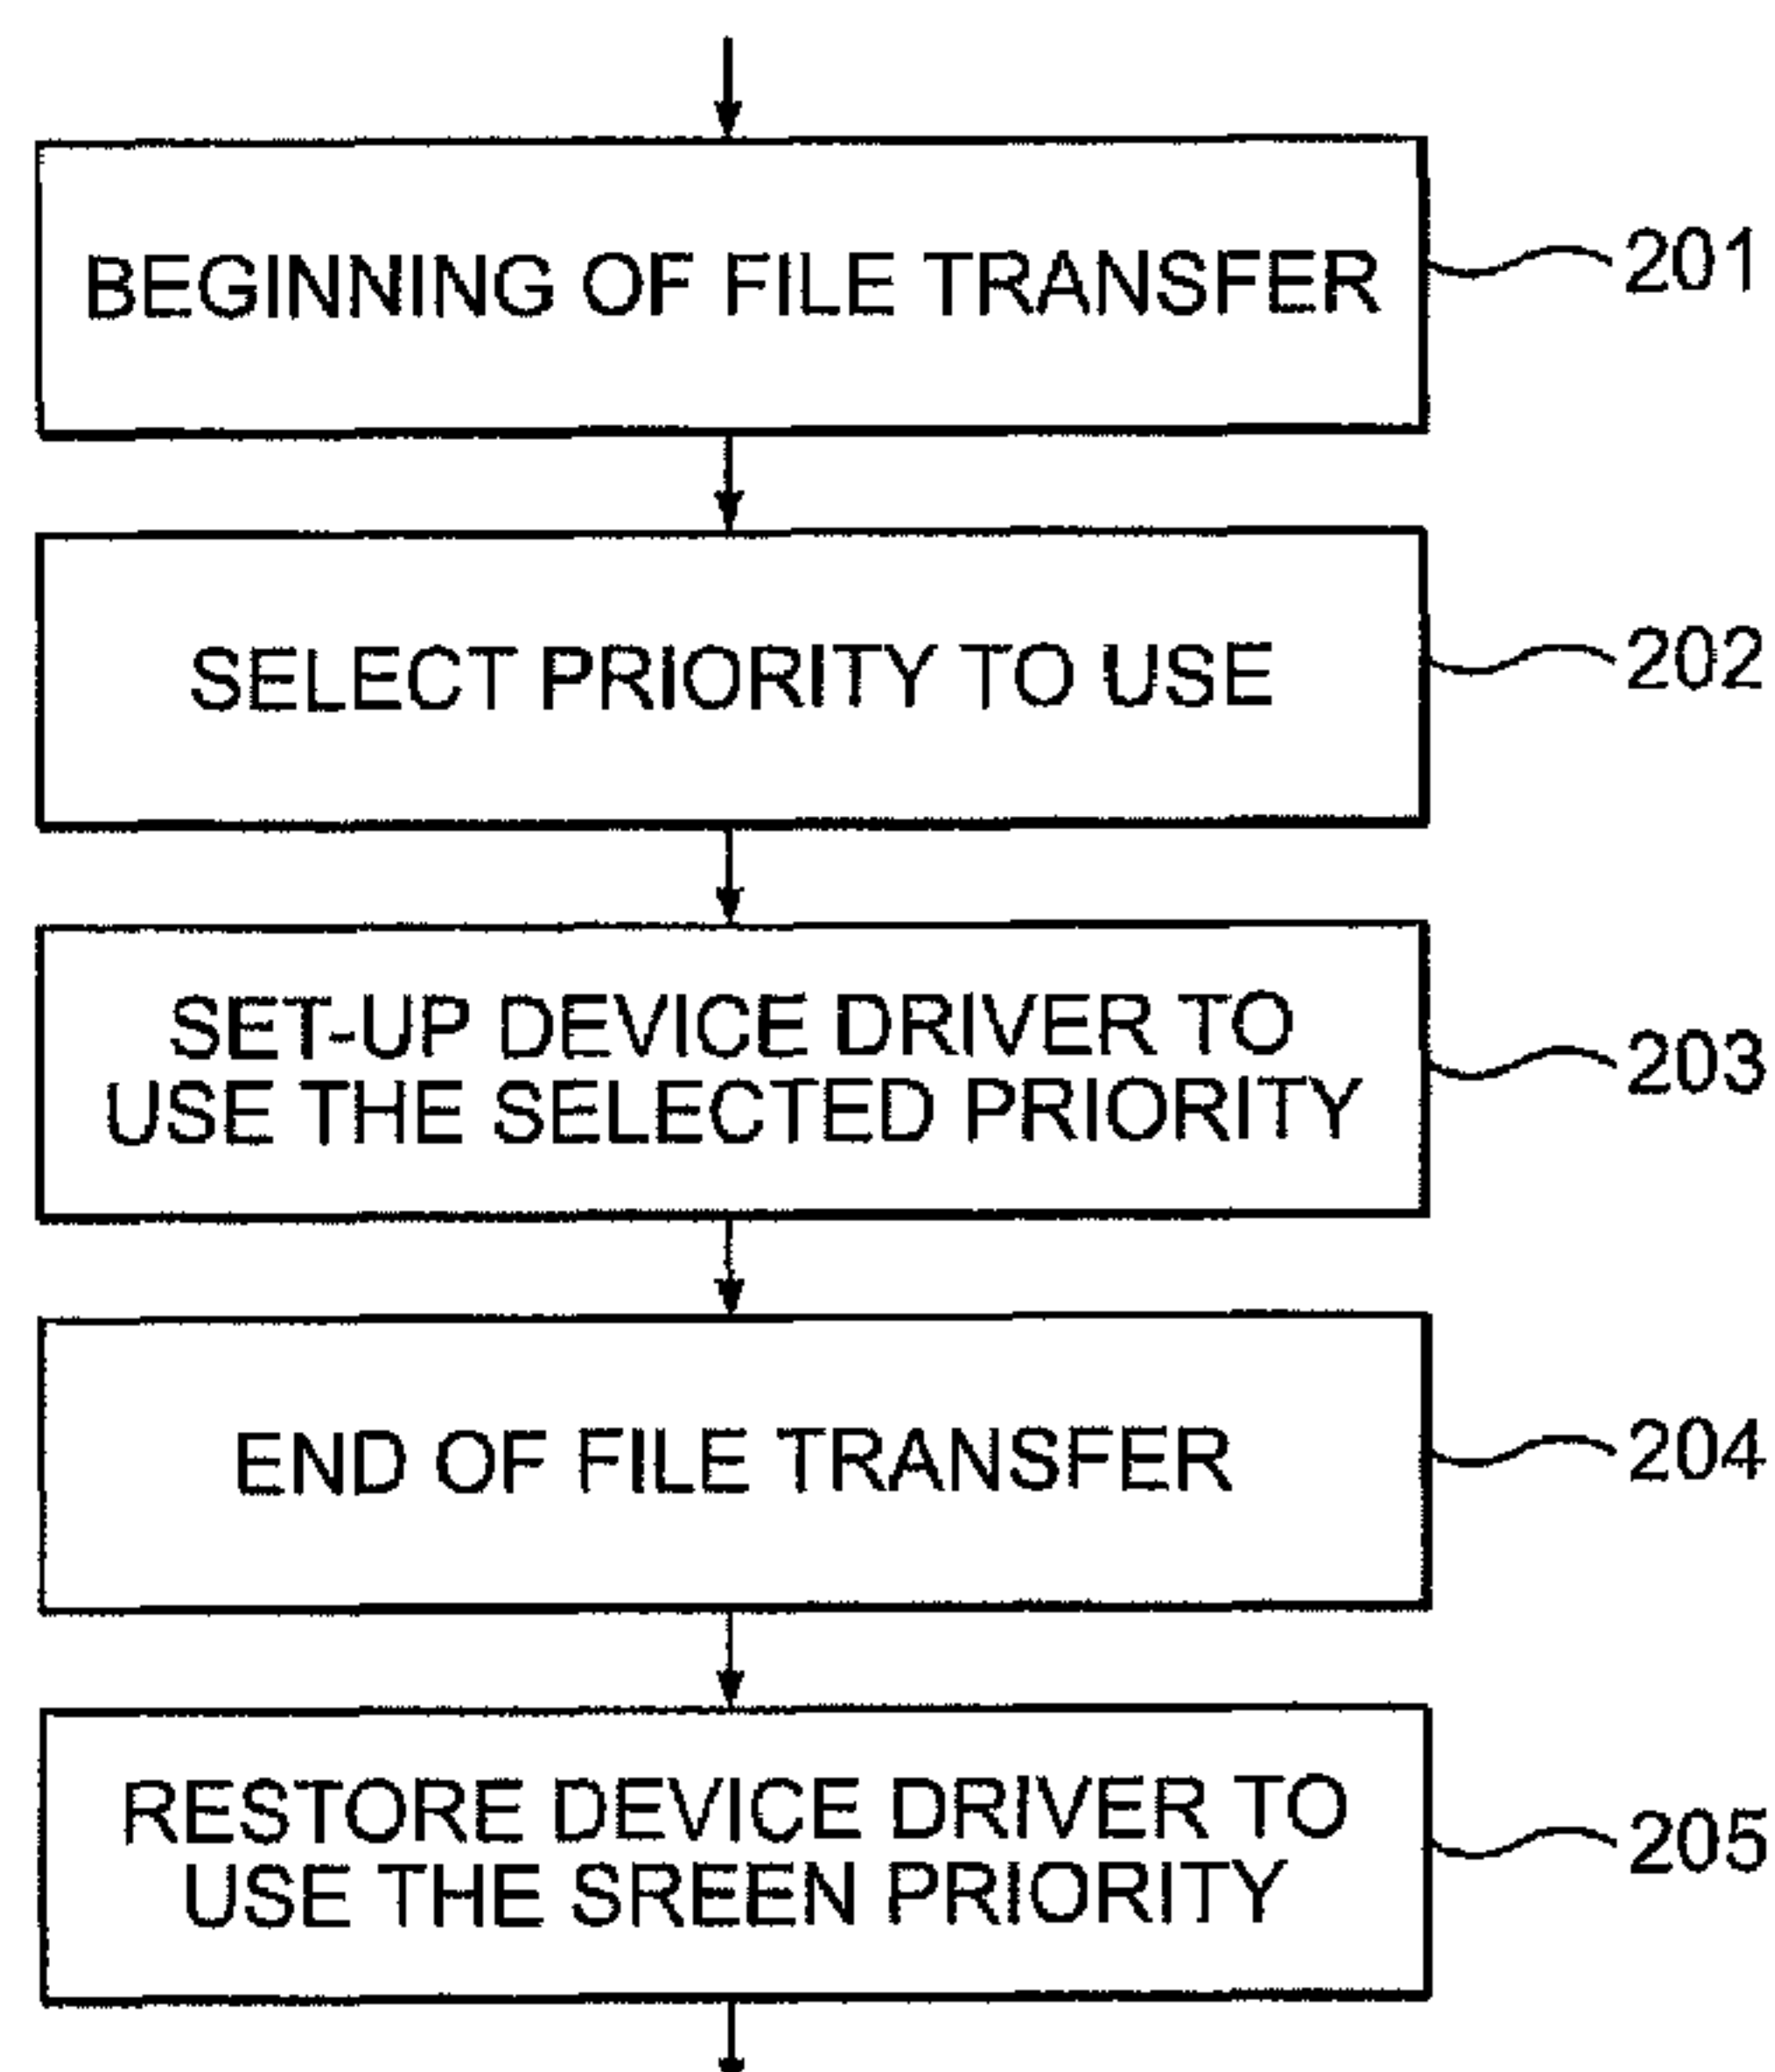 BEGINNING OF FILE TRANSFER
201
SELECT PRIORITY TO USE
202
SET-UP DEVICE DRIVER TO
USE THE SELECTED PRIORITY
203
END OF FILE TRANSFER
204
RESTORE DEVICE DRIVER TO
USE THE SREEN PRIORITY
205